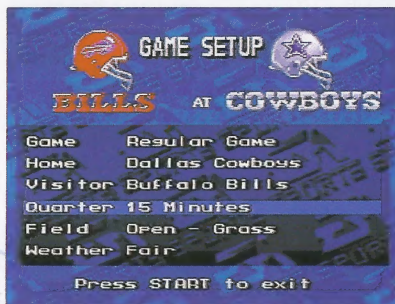 GAME SETUP
BILLS AT COWBOYS
Game Regular Game
Home Dallas Cowboys
Visitor Buffalo Bills
Quarter 15 Minutes
Field Open - Grass
Weather Fair
Press START to exit